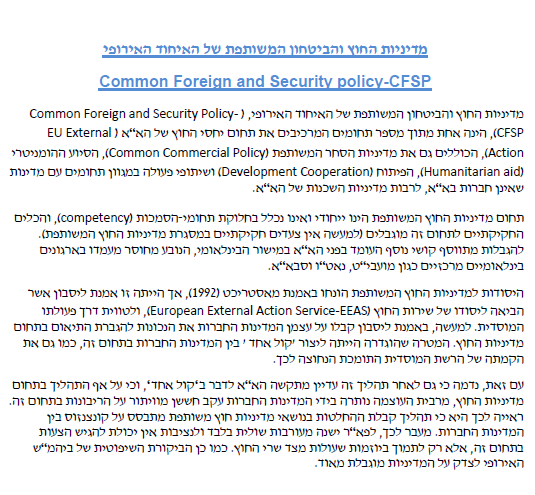 מדיניות החוץ והביטחון המשותפת של האיחוד האירופי
Common Foreign and Security policy-CFSP
מדיניות החוץ והביטחון המשותפת של האיחוד האירופי, ( Common Foreign and Security Policy-
CFSP), הינה אחת מתוך מספר תחומים המרכיבים את תחום יחסי החוץ של הא"א ( EU External
Action), הכוללים גם את מדיניות הסחר המשותפת (Common Commercial Policy), הסיוע ההומניטרי
(Humanitarian aid), הפיתוח (Development Cooperation) ושיתופי פעולה במגוון תחומים עם מדינות
שאינן חברות בא"א, לרבות מדיניות השכנות של הא"א.
תחום מדיניות החוץ המשותפת הינו ייחודי ואינו נכלל בחלוקת תחומי-הסמכות (competency), והכלים
החקיקתיים לתחום זה מוגבלים (למעשה אין צעדים חקיקתיים במסגרת מדיניות החוץ המשותפת).
להגבלות מתווסף קושי נוסף העומד בפני הא"א במישור הבינלאומי, הנובע מחוסר מעמדו בארגונים
בינלאומיים מרכזיים כגון מועבי"ט, נאט"ו וסבא"א.
היסודות למדיניות החוץ המשותפת הונחו באמנת מאסטריכט (1992), אך הייתה זו אמנת ליסבון אשר
הביאה ליסודו של שירות החוץ (European External Action Service-EEAS), ולטווית דרך פעולתו
המוסדית. למעשה, באמנת ליסבון קבלו על עצמן המדינות החברות את הנכונות להגברת התיאום בתחום
מדיניות החוץ. המטרה שהוגדרה הייתה ליצור 'קול אחד ' בין המדינות החברות בתחום זה, כמו גם את
הקמתה של הרשת המוסדית התומכת הנחוצה לכך.
עם זאת, נדמה כי גם לאחר תהליך זה עדיין מתקשה הא"א לדבר ב'קול אחד', וכי על אף התהליך בתחום
מדיניות החוץ, מרבית העוצמה נותרה בידי המדינות החברות עקב חששן מוויתור על הריבונות בתחום זה.
ראייה לכך היא כי תהליך קבלת ההחלטות בנושאי מדיניות חוץ משותפת מתבסס על קונצנזוס בין
המדינות החברות. מעבר לכך, לפא"ר ישנה מעורבות שולית בלבד ולנציבות אין יכולת להגיש הצעות
בתחום זה, אלא רק לתמוך ביוזמות שעולות מצד שרי החוץ. כמו כן הביקורת השיפוטית של ביהמ"ש
האירופי לצדק על המדיניות מוגבלת מאוד.